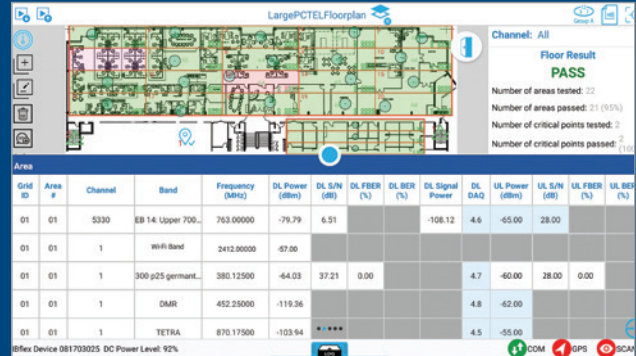 LargePCTELFloorplan
Group A
Channel: All
Floor Result
PASS
Number of areas tested: 22
Number of areas passed: 21 (95%)
Number of critical points tested: 2
Number of critical points passed: 2
(100
Area
Grid ID Area # Channel Band Frequency (MHz) DL Power (dBm) DL S/N (dB) DL FBER (%) DL BER (%) DL Signal Power DL DAQ UL Power (dBm) UL S/N (dB) UL FBER (%) UL BER (%)
01 01 5330 EB 14: Upper 700... 763.00000 -79.79 6.51 -108.12 4.6 -65.00 28.00
01 01 1 Wi-Fi Band 2412.00000 -57.00
01 01 1 300 p25 germant... 380.12500 -64.03 37.21 0.00 4.7 -60.00 28.00 0.00
01 01 1 DMR 452.25000 -119.36 4.8 -62.00
01 01 1 TETRA 870.17500 -103.94 4.5 -55.00
IBflex Device 081703025 DC Power Level: 92% LOG COM GPS SCAN